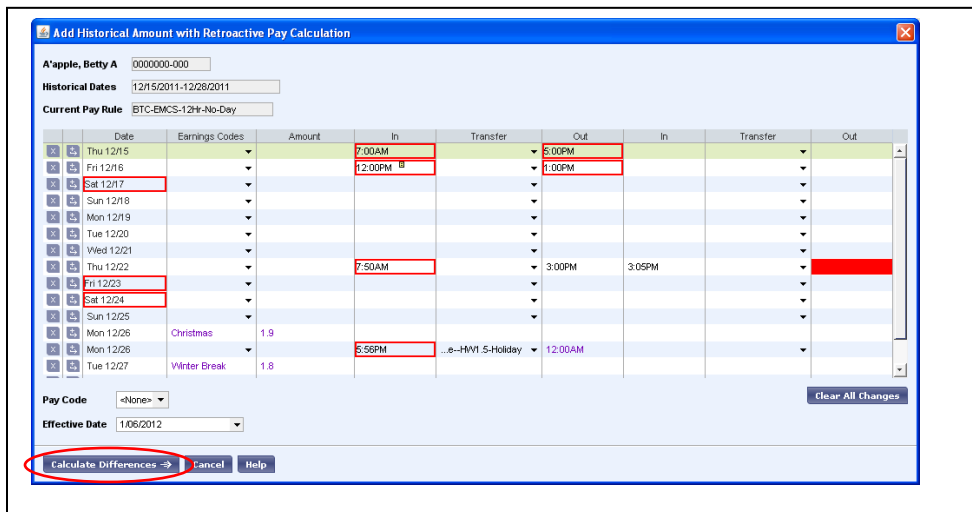 Add Historical Amount with Retroactive Pay Calculation
A'apple, Betty A 0000000-000
Historical Dates 12/15/2011-12/28/2011
Current Pay Rule BTC-EMCS-12Hr-No-Day
Date Earnings Codes Amount In Transfer Out In Transfer Out
Thu 12/15 7:00AM 5:00PM
Fri 12/16 12:00PM 1:00PM
Sat 12/17
Sun 12/18
Mon 12/19
Tue 12/20
Wed 12/21
Thu 12/22 7:50AM 3:00PM 3:05PM
Fri 12/23
Sat 12/24
Sun 12/25
Mon 12/26 Christmas 1.9
Mon 12/26 5:56PM ...e--HW1.5-Holiday 12:00AM
Tue 12/27 Winter Break 1.8
Pay Code <None> Clear All Changes
Effective Date 1/06/2012
Calculate Differences Cancel Help